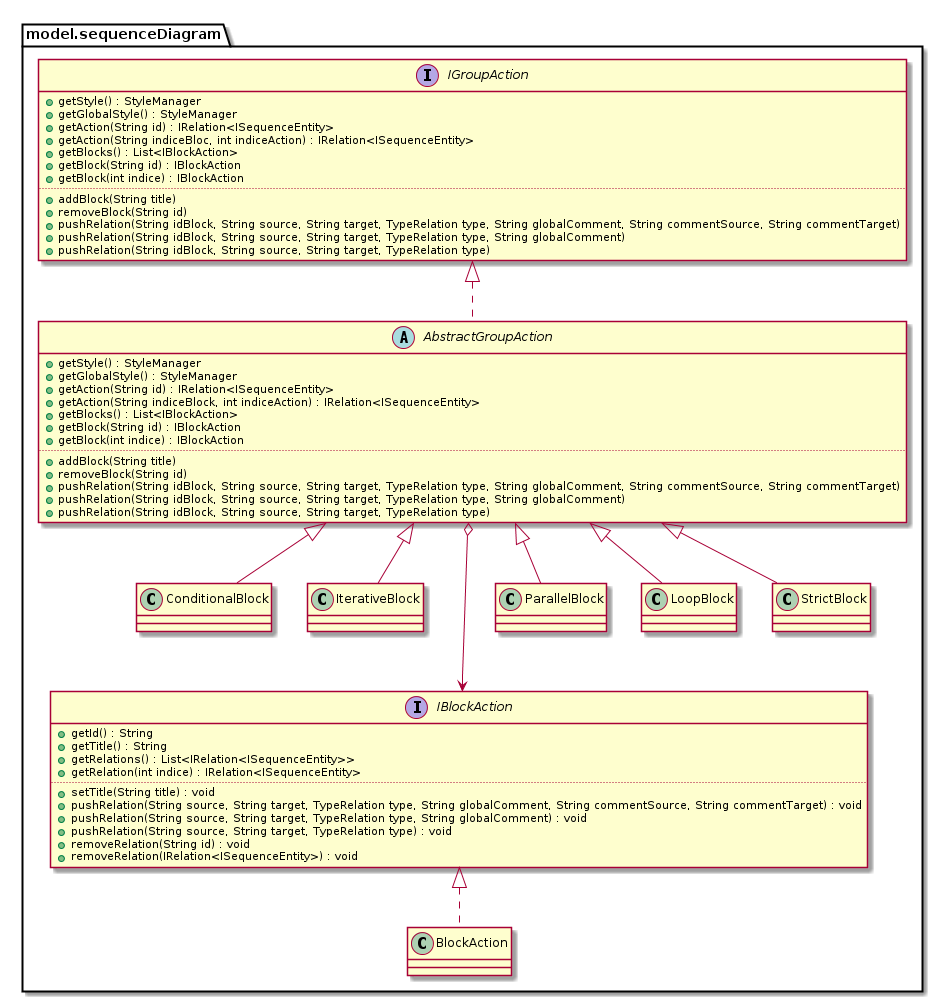 model.sequenceDiagram
I IGroupAction
getStyle() : StyleManager
getGlobalStyle() : StyleManager
getAction(String id) : IRelation<ISequenceEntity>
getAction(String indiceBloc, int indiceAction) : IRelation<ISequenceEntity>
getBlocks() : List<IBlockAction>
getBlock(String id) : IBlockAction
getBlock(int indice) : IBlockAction
addBlock(String title)
removeBlock(String id)
pushRelation(String idBlock, String source, String target, TypeRelation type, String globalComment, String commentSource, String commentTarget)
pushRelation(String idBlock, String source, String target, TypeRelation type, String globalComment)
pushRelation(String idBlock, String source, String target, TypeRelation type)
A AbstractGroupAction
getStyle() : StyleManager
getGlobalStyle() : StyleManager
getAction(String id) : IRelation<ISequenceEntity>
getAction(String indiceBlock, int indiceAction) : IRelation<ISequenceEntity>
getBlocks() : List<IBlockAction>
getBlock(String id) : IBlockAction
getBlock(int indice) : IBlockAction
addBlock(String title)
removeBlock(String id)
pushRelation(String idBlock, String source, String target, TypeRelation type, String globalComment, String commentSource, String commentTarget)
pushRelation(String idBlock, String source, String target, TypeRelation type, String globalComment)
pushRelation(String idBlock, String source, String target, TypeRelation type)
C ConditionalBlock
C IterativeBlock
C ParallelBlock
C LoopBlock
C StrictBlock
I IBlockAction
getId() : String
getTitle() : String
getRelations() : List<IRelation<ISequenceEntity>>
getRelation(int indice) : IRelation<ISequenceEntity>
setTitle(String title) : void
pushRelation(String source, String target, TypeRelation type, String globalComment, String commentSource, String commentTarget) : void
pushRelation(String source, String target, TypeRelation type, String globalComment) : void
pushRelation(String source, String target, TypeRelation type) : void
removeRelation(String id) : void
removeRelation(IRelation<ISequenceEntity>) : void
C BlockAction